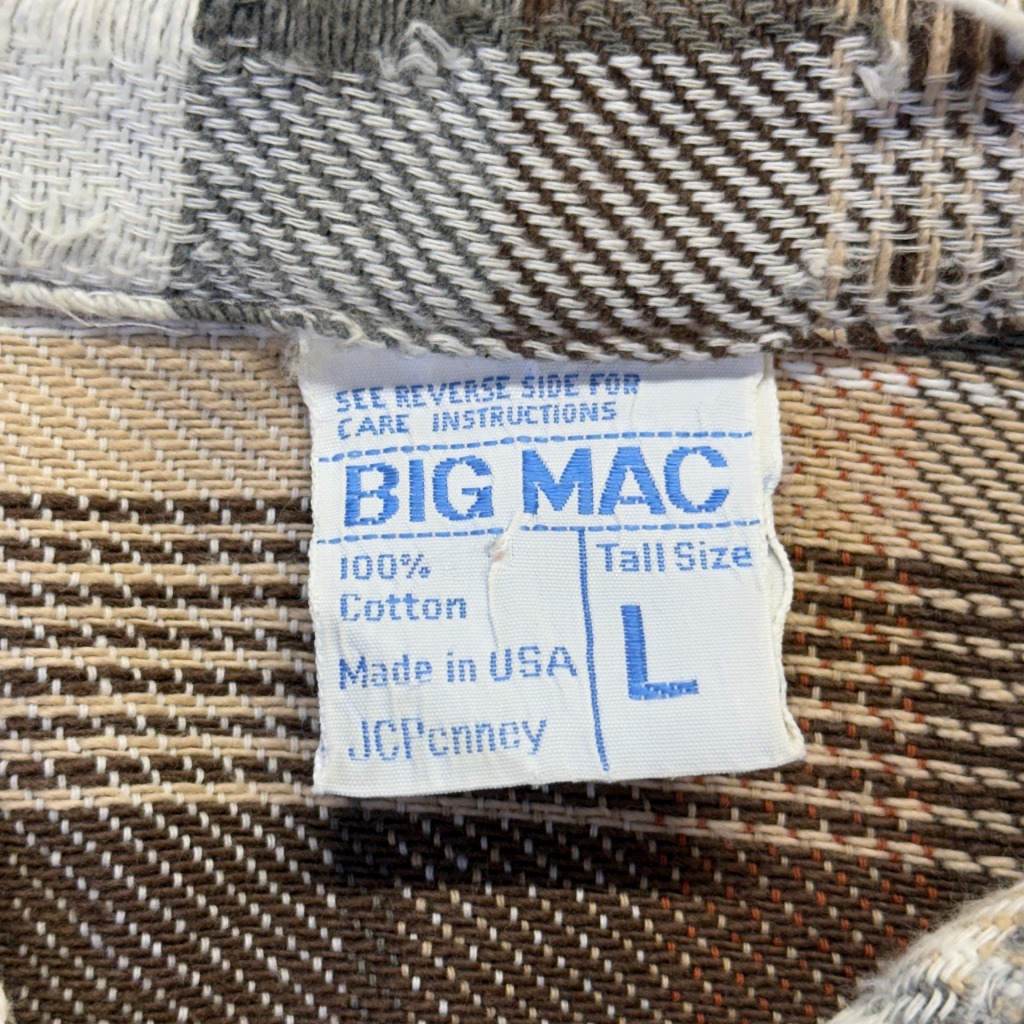 SEE REVERSE SIDE FOR
CARE INSTRUCTIONS
BIG MAC
100%
Cotton
Made in USA
JCPenney
Tall Size
L